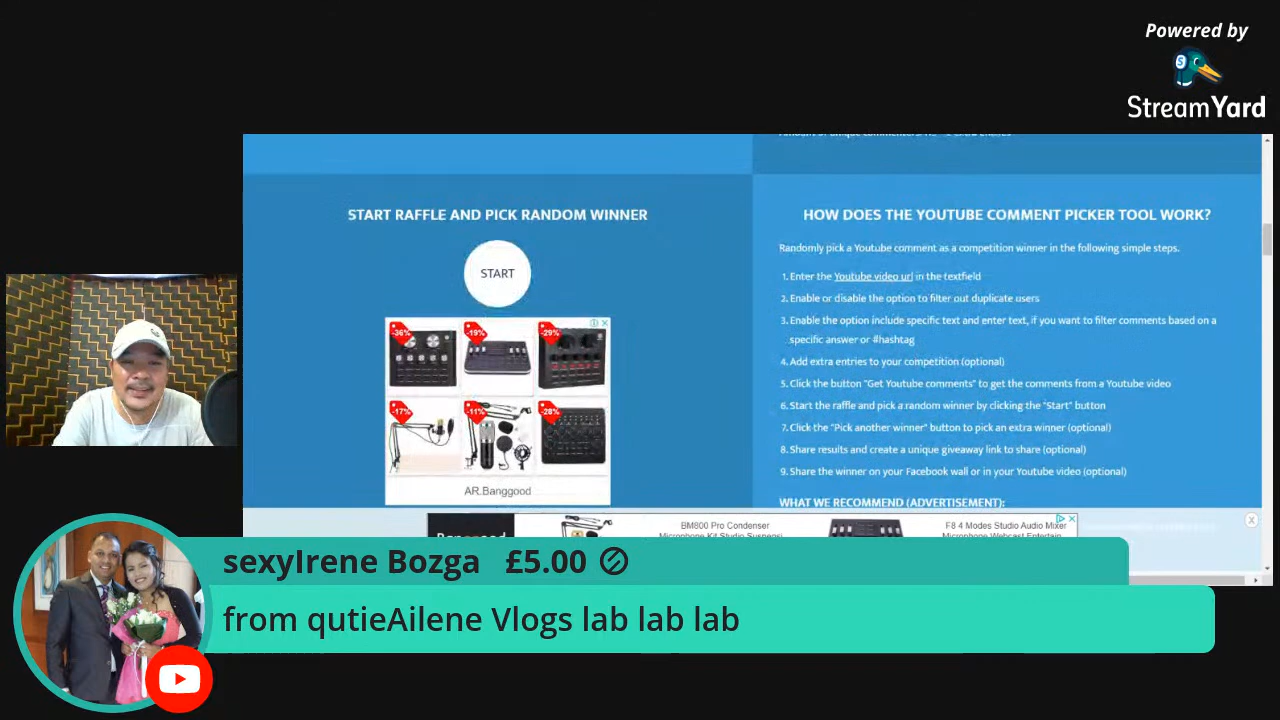 Powered by
StreamYard
START RAFFLE AND PICK RANDOM WINNER
START
-36%
-19%
-29%
-17%
-11%
-28%
AR.Banggood
HOW DOES THE YOUTUBE COMMENT PICKER TOOL WORK?
Randomly pick a Youtube comment as a competition winner in the following simple steps.
1. Enter the Youtube video url in the textfield
2. Enable or disable the option to filter out duplicate users
3. Enable the option include specific text and enter text, if you want to filter comments based on a
specific answer or #hashtag
4. Add extra entries to your competition (optional)
5. Click the button "Get Youtube comments" to get the comments from a Youtube video
6. Start the raffle and pick a random winner by clicking the "Start" button
7. Click the "Pick another winner" button to pick an extra winner (optional)
8. Share results and create a unique giveaway link to share (optional)
9. Share the winner on your Facebook wall or in your Youtube video (optional)
WHAT WE RECOMMEND (ADVERTISEMENT):
BM800 Pro Condenser
Microphone Kit Studio Suspensi
F8 4 Modes Studio Audio Mixer
Microphone Webcast Entertain
sexyIrene Bozga £5.00
from qutieAilene Vlogs lab lab lab